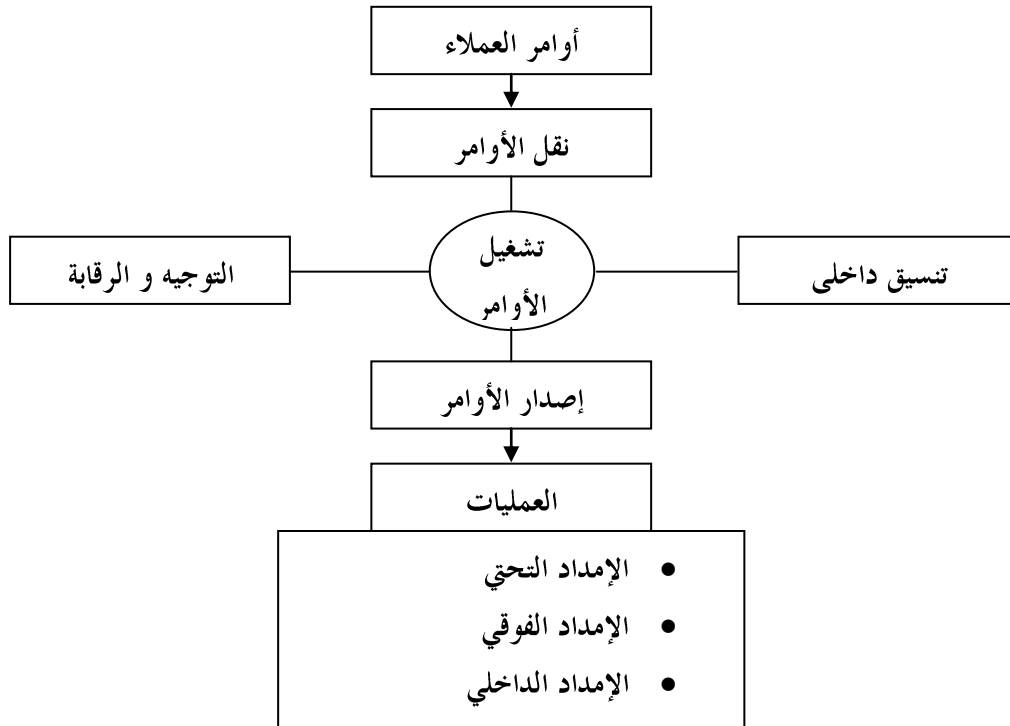 أوامر العملاء
نقل الأوامر
تشغيل
الأوامر
تنسيق داخلى
التوجيه و الرقابة
إصدار الأوامر
العمليات
• الإمداد التحتي
• الإمداد الفوقي
• الإمداد الداخلي